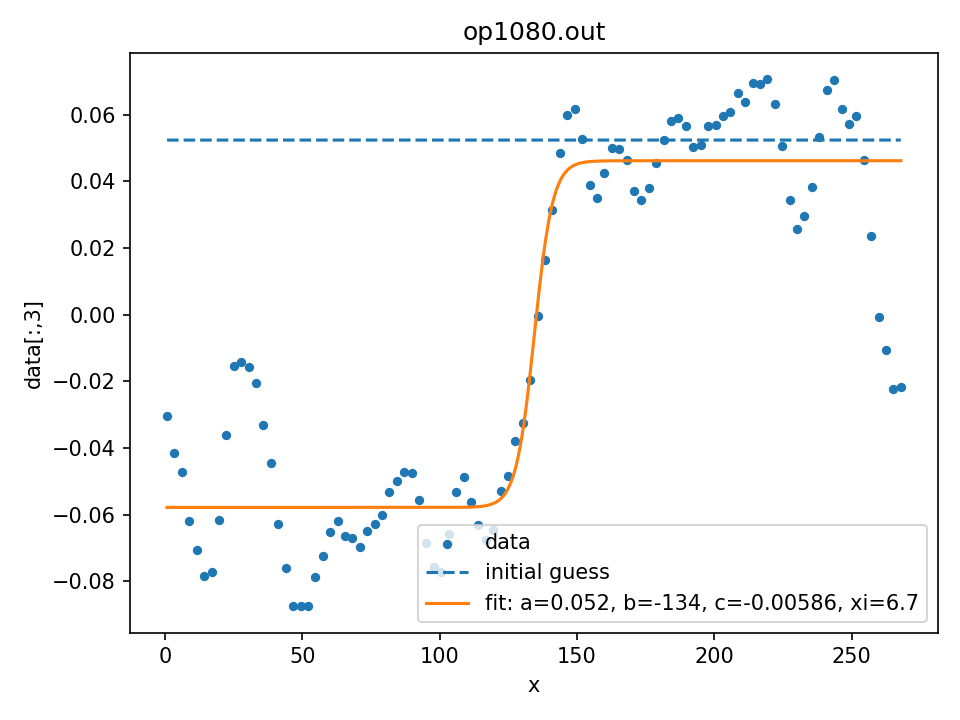 op1080.out
0.06
0.04
0.02
0.00
−0.02
−0.04
−0.06
−0.08
data[:,3]
data
initial guess
fit: a=0.052, b=-134, c=-0.00586, xi=6.7
0 50 100 150 200 250
x